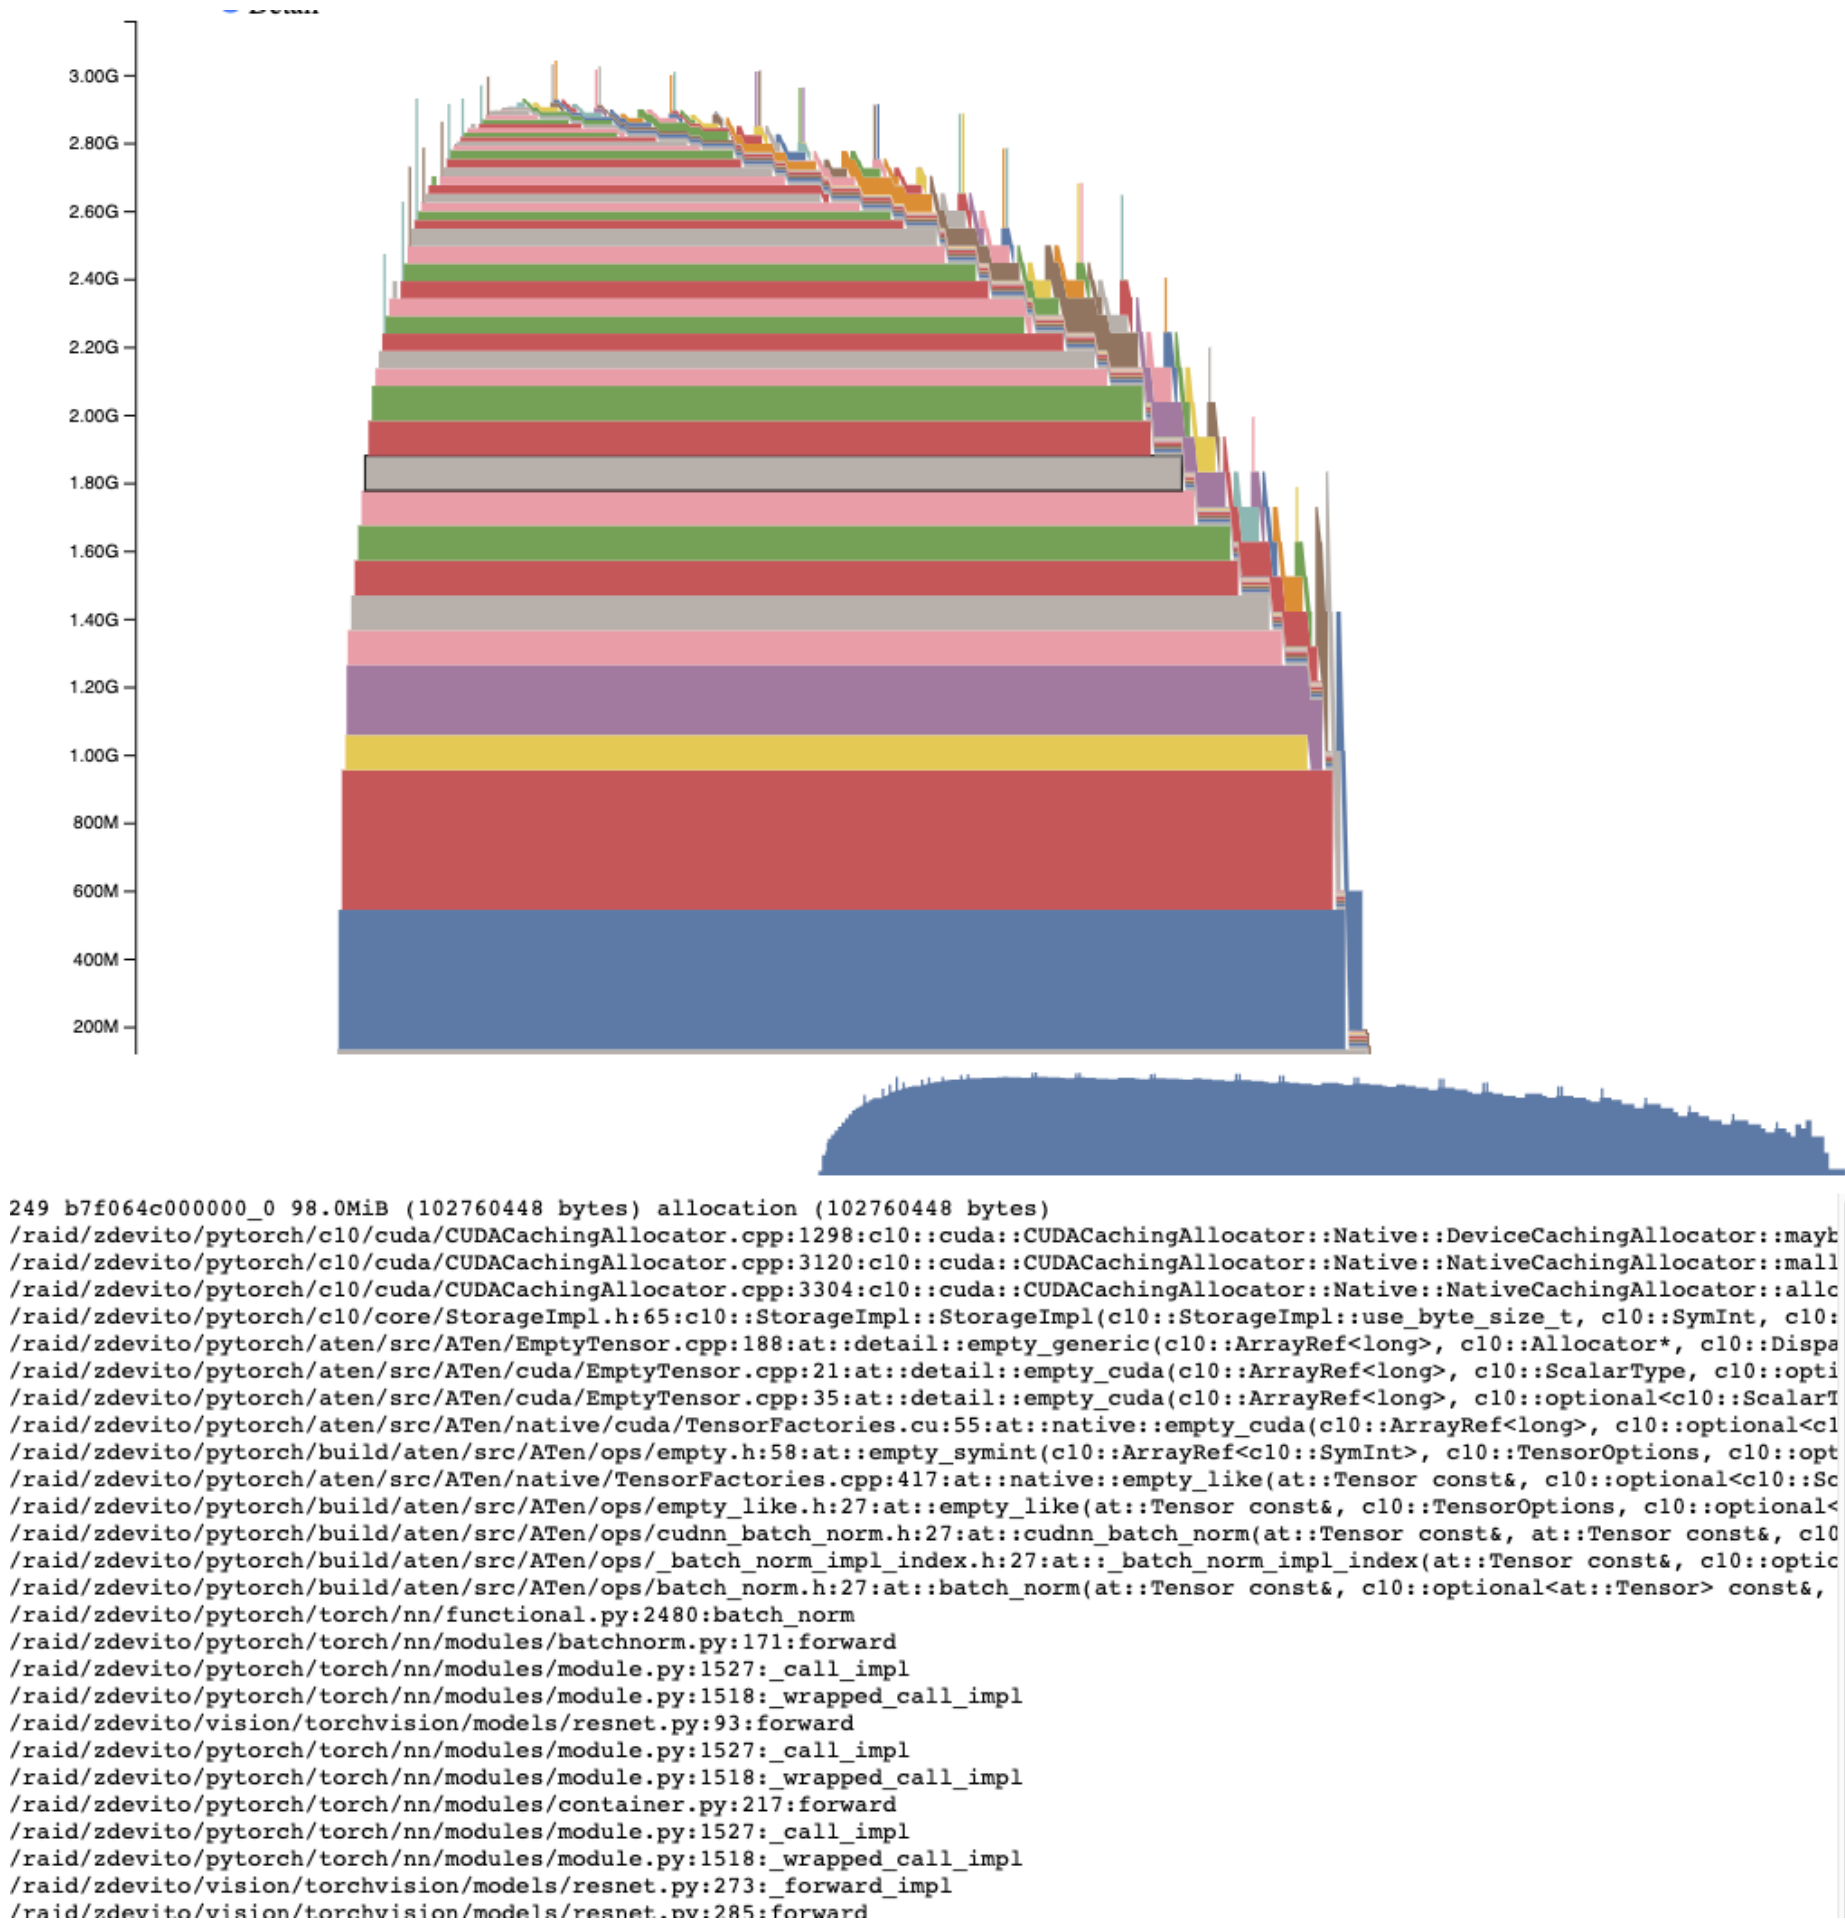 Detail
3.00G
2.80G
2.60G
2.40G
2.20G
2.00G
1.80G
1.60G
1.40G
1.20G
1.00G
800M
600M
400M
200M
249 b7f064c000000_0 98.0MiB (102760448 bytes) allocation (102760448 bytes)
/raid/zdevito/pytorch/c10/cuda/CUDACachingAllocator.cpp:1298:c10::cuda::CUDACachingAllocator::Native::DeviceCachingAllocator::mayb
/raid/zdevito/pytorch/c10/cuda/CUDACachingAllocator.cpp:3120:c10::cuda::CUDACachingAllocator::Native::NativeCachingAllocator::mall
/raid/zdevito/pytorch/c10/cuda/CUDACachingAllocator.cpp:3304:c10::cuda::CUDACachingAllocator::Native::NativeCachingAllocator::allo
/raid/zdevito/pytorch/c10/core/StorageImpl.h:65:c10::StorageImpl::StorageImpl(c10::StorageImpl::use_byte_size_t, c10::SymInt, c10:
/raid/zdevito/pytorch/aten/src/ATen/EmptyTensor.cpp:188:at::detail::empty_generic(c10::ArrayRef<long>, c10::Allocator*, c10::Dispa
/raid/zdevito/pytorch/aten/src/ATen/cuda/EmptyTensor.cpp:21:at::detail::empty_cuda(c10::ArrayRef<long>, c10::ScalarType, c10::opti
/raid/zdevito/pytorch/aten/src/ATen/cuda/EmptyTensor.cpp:35:at::detail::empty_cuda(c10::ArrayRef<long>, c10::optional<c10::ScalarT
/raid/zdevito/pytorch/aten/src/ATen/native/cuda/TensorFactories.cu:55:at::native::empty_cuda(c10::ArrayRef<long>, c10::optional<c1
/raid/zdevito/pytorch/build/aten/src/ATen/ops/empty.h:58:at::empty_symint(c10::ArrayRef<c10::SymInt>, c10::TensorOptions, c10::opt
/raid/zdevito/pytorch/aten/src/ATen/native/TensorFactories.cpp:417:at::native::empty_like(at::Tensor const&, c10::optional<c10::Sc
/raid/zdevito/pytorch/build/aten/src/ATen/ops/empty_like.h:27:at::empty_like(at::Tensor const&, c10::TensorOptions, c10::optional<
/raid/zdevito/pytorch/build/aten/src/ATen/ops/cudnn_batch_norm.h:27:at::cudnn_batch_norm(at::Tensor const&, at::Tensor const&, c10
/raid/zdevito/pytorch/build/aten/src/ATen/ops/_batch_norm_impl_index.h:27:at::_batch_norm_impl_index(at::Tensor const&, c10::optio
/raid/zdevito/pytorch/build/aten/src/ATen/ops/batch_norm.h:27:at::batch_norm(at::Tensor const&, c10::optional<at::Tensor> const&,
/raid/zdevito/pytorch/torch/nn/functional.py:2480:batch_norm
/raid/zdevito/pytorch/torch/nn/modules/batchnorm.py:171:forward
/raid/zdevito/pytorch/torch/nn/modules/module.py:1527:_call_impl
/raid/zdevito/pytorch/torch/nn/modules/module.py:1518:_wrapped_call_impl
/raid/zdevito/vision/torchvision/models/resnet.py:93:forward
/raid/zdevito/pytorch/torch/nn/modules/module.py:1527:_call_impl
/raid/zdevito/pytorch/torch/nn/modules/module.py:1518:_wrapped_call_impl
/raid/zdevito/pytorch/torch/nn/modules/container.py:217:forward
/raid/zdevito/pytorch/torch/nn/modules/module.py:1527:_call_impl
/raid/zdevito/pytorch/torch/nn/modules/module.py:1518:_wrapped_call_impl
/raid/zdevito/vision/torchvision/models/resnet.py:273:_forward_impl
/raid/zdevito/vision/torchvision/models/resnet.py:285:forward